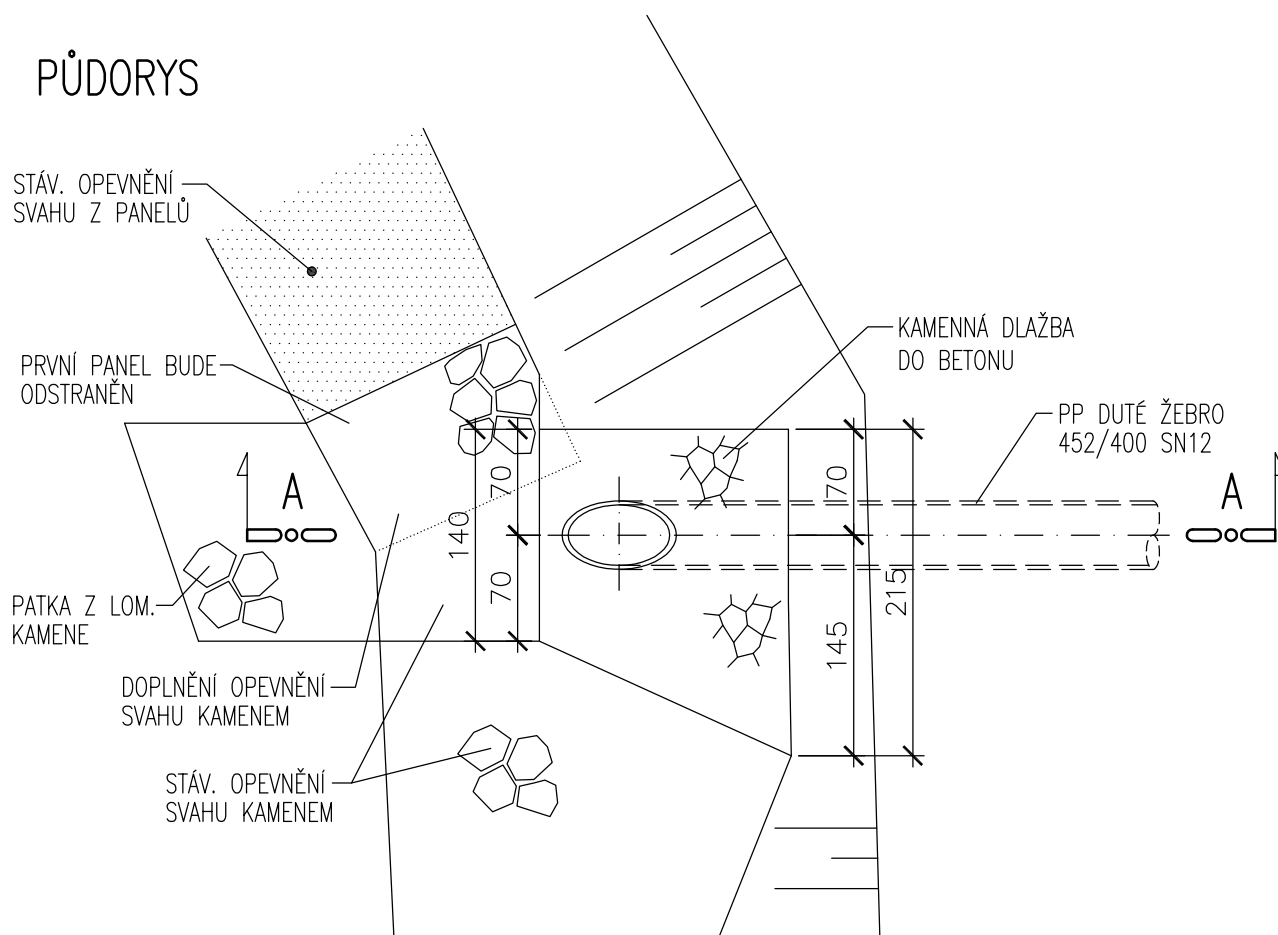 PŮDORYS
STÁV. OPEVNĚNÍ
SVAHU Z PANELŮ
KAMENNÁ DLAŽBA
DO BETONU
PRVNÍ PANEL BUDE
ODSTRANĚN
PP DUTÉ ŽEBRO
452/400 SN12
A
A
70
140
70
70
215
145
PATKA Z LOM.
KAMENE
DOPLNĚNÍ OPEVNĚNÍ
SVAHU KAMENEM
STÁV. OPEVNĚNÍ
SVAHU KAMENEM